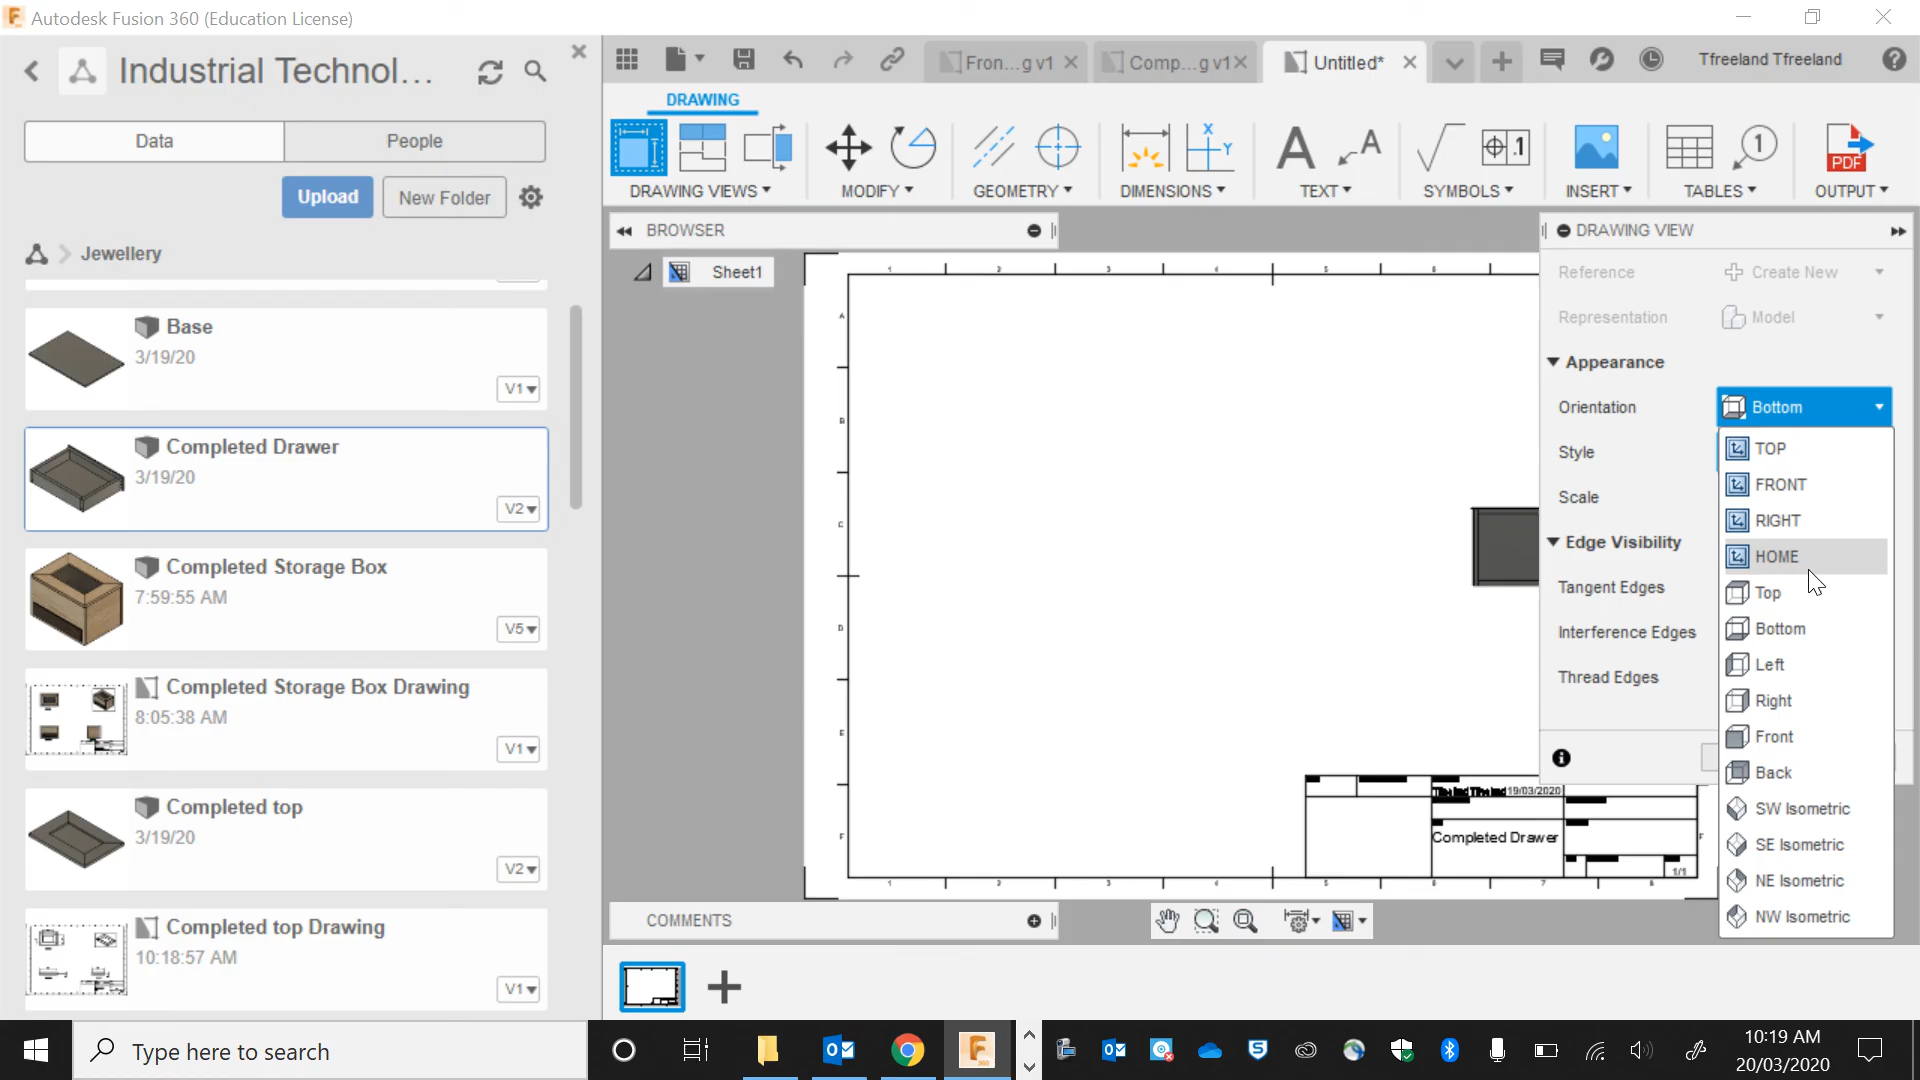 Autodesk Fusion 360 (Education License)
Industrial Technol...
Data
People
Upload
New Folder
Jewellery
Base
3/19/20
V1
Completed Drawer
3/19/20
V2
Completed Storage Box
7:59:55 AM
V5
Completed Storage Box Drawing
8:05:38 AM
V1
Completed top
3/19/20
V2
Completed top Drawing
10:18:57 AM
V1
Fron...g v1
Comp...g v1
Untitled*
Tfreeland Tfreeland
DRAWING
DRAWING VIEWS
MODIFY
GEOMETRY
DIMENSIONS
TEXT
SYMBOLS
INSERT
TABLES
OUTPUT
PDF
BROWSER
Sheet1
DRAWING VIEW
Reference
Create New
Representation
Model
Appearance
Orientation
Bottom
Style
Scale
Edge Visibility
Tangent Edges
Interference Edges
Thread Edges
TOP
FRONT
RIGHT
HOME
Top
Bottom
Left
Right
Front
Back
SW Isometric
SE Isometric
NE Isometric
NW Isometric
19/03/2020
Completed Drawer
1/1
COMMENTS
Type here to search
10:19 AM
20/03/2020